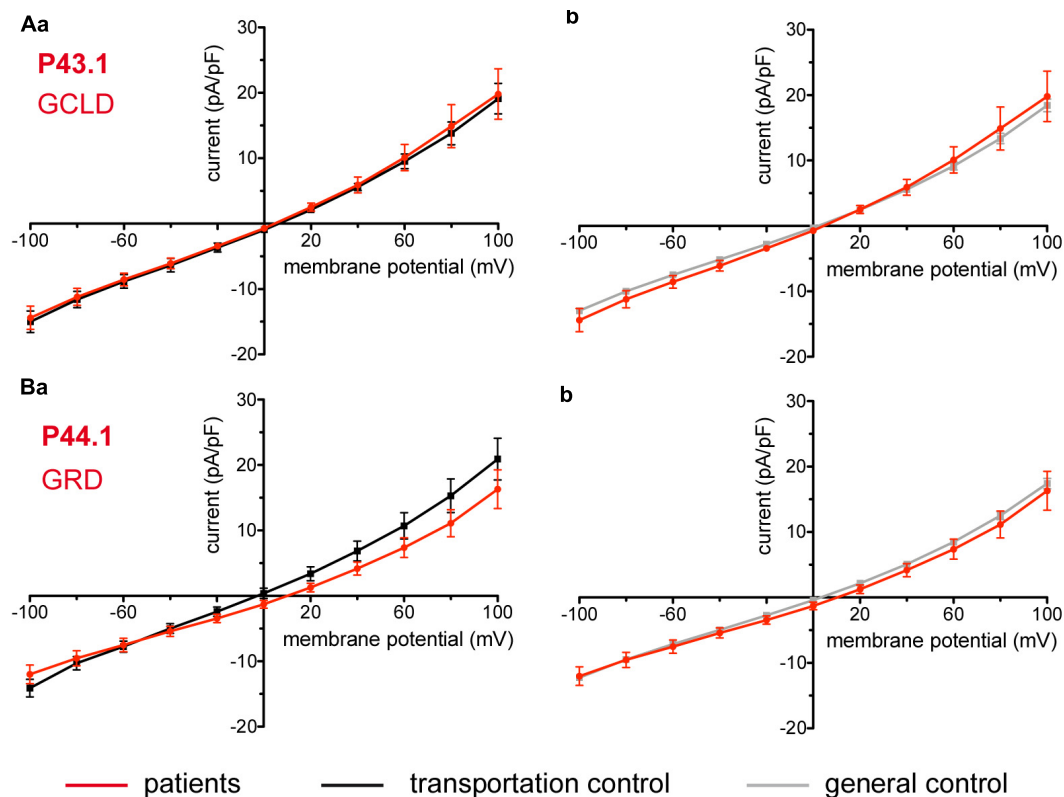 Aa
P43.1
GCLD
current (pA/pF)
30
20
10
-10
-20
-100
-60
20
60
100
membrane potential (mV)
b
current (pA/pF)
30
20
10
-10
-20
-100
-60
20
60
100
membrane potential (mV)
Ba
P44.1
GRD
current (pA/pF)
30
20
10
-10
-20
-100
-60
20
60
100
membrane potential (mV)
b
current (pA/pF)
30
20
10
-10
-20
-100
-60
20
60
100
membrane potential (mV)
patients
transportation control
general control